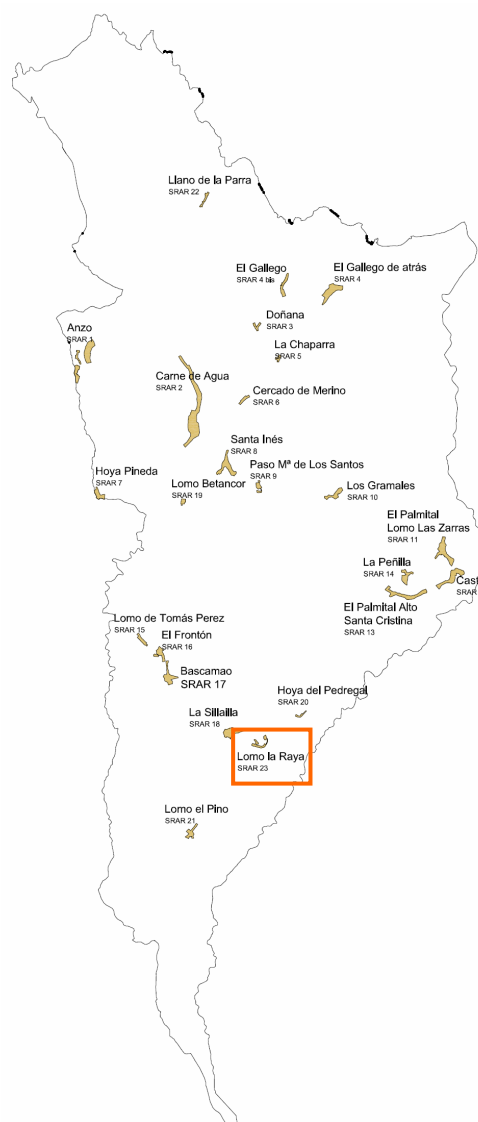 Llano de la Parra
SRAR 22
El Gallego
SRAR 4 bis
El Gallego de atrás
SRAR 4
Doñana
SRAR 3
Anzo
SRAR 1
La Chaparra
SRAR 5
Carne de Agua
SRAR 2
Cercado de Merino
SRAR 6
Santa Inés
SRAR 8
Paso Mª de Los Santos
SRAR 9
Hoya Pineda
SRAR 7
Lomo Betancor
SRAR 19
Los Gramales
SRAR 10
El Palmital
Lomo Las Zarras
SRAR 11
La Peñilla
SRAR 14
Cast
SRAR
El Palmital Alto
Santa Cristina
SRAR 13
Lomo de Tomás Perez
SRAR 15
El Frontón
SRAR 16
Bascamao
SRAR 17
Hoya del Pedregal
SRAR 20
La Sillailla
SRAR 18
Lomo la Raya
SRAR 23
Lomo el Pino
SRAR 21